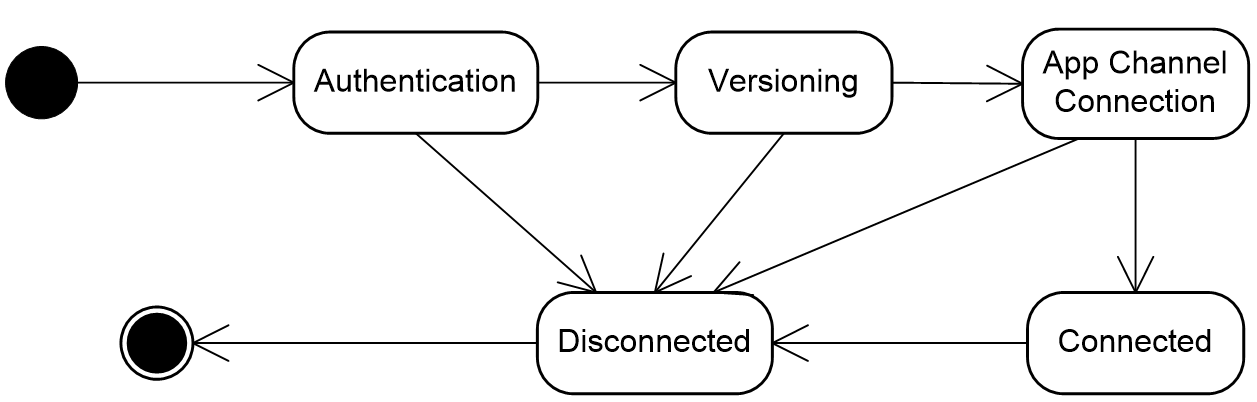 Authentication
Versioning
App Channel
Connection
Disconnected
Connected